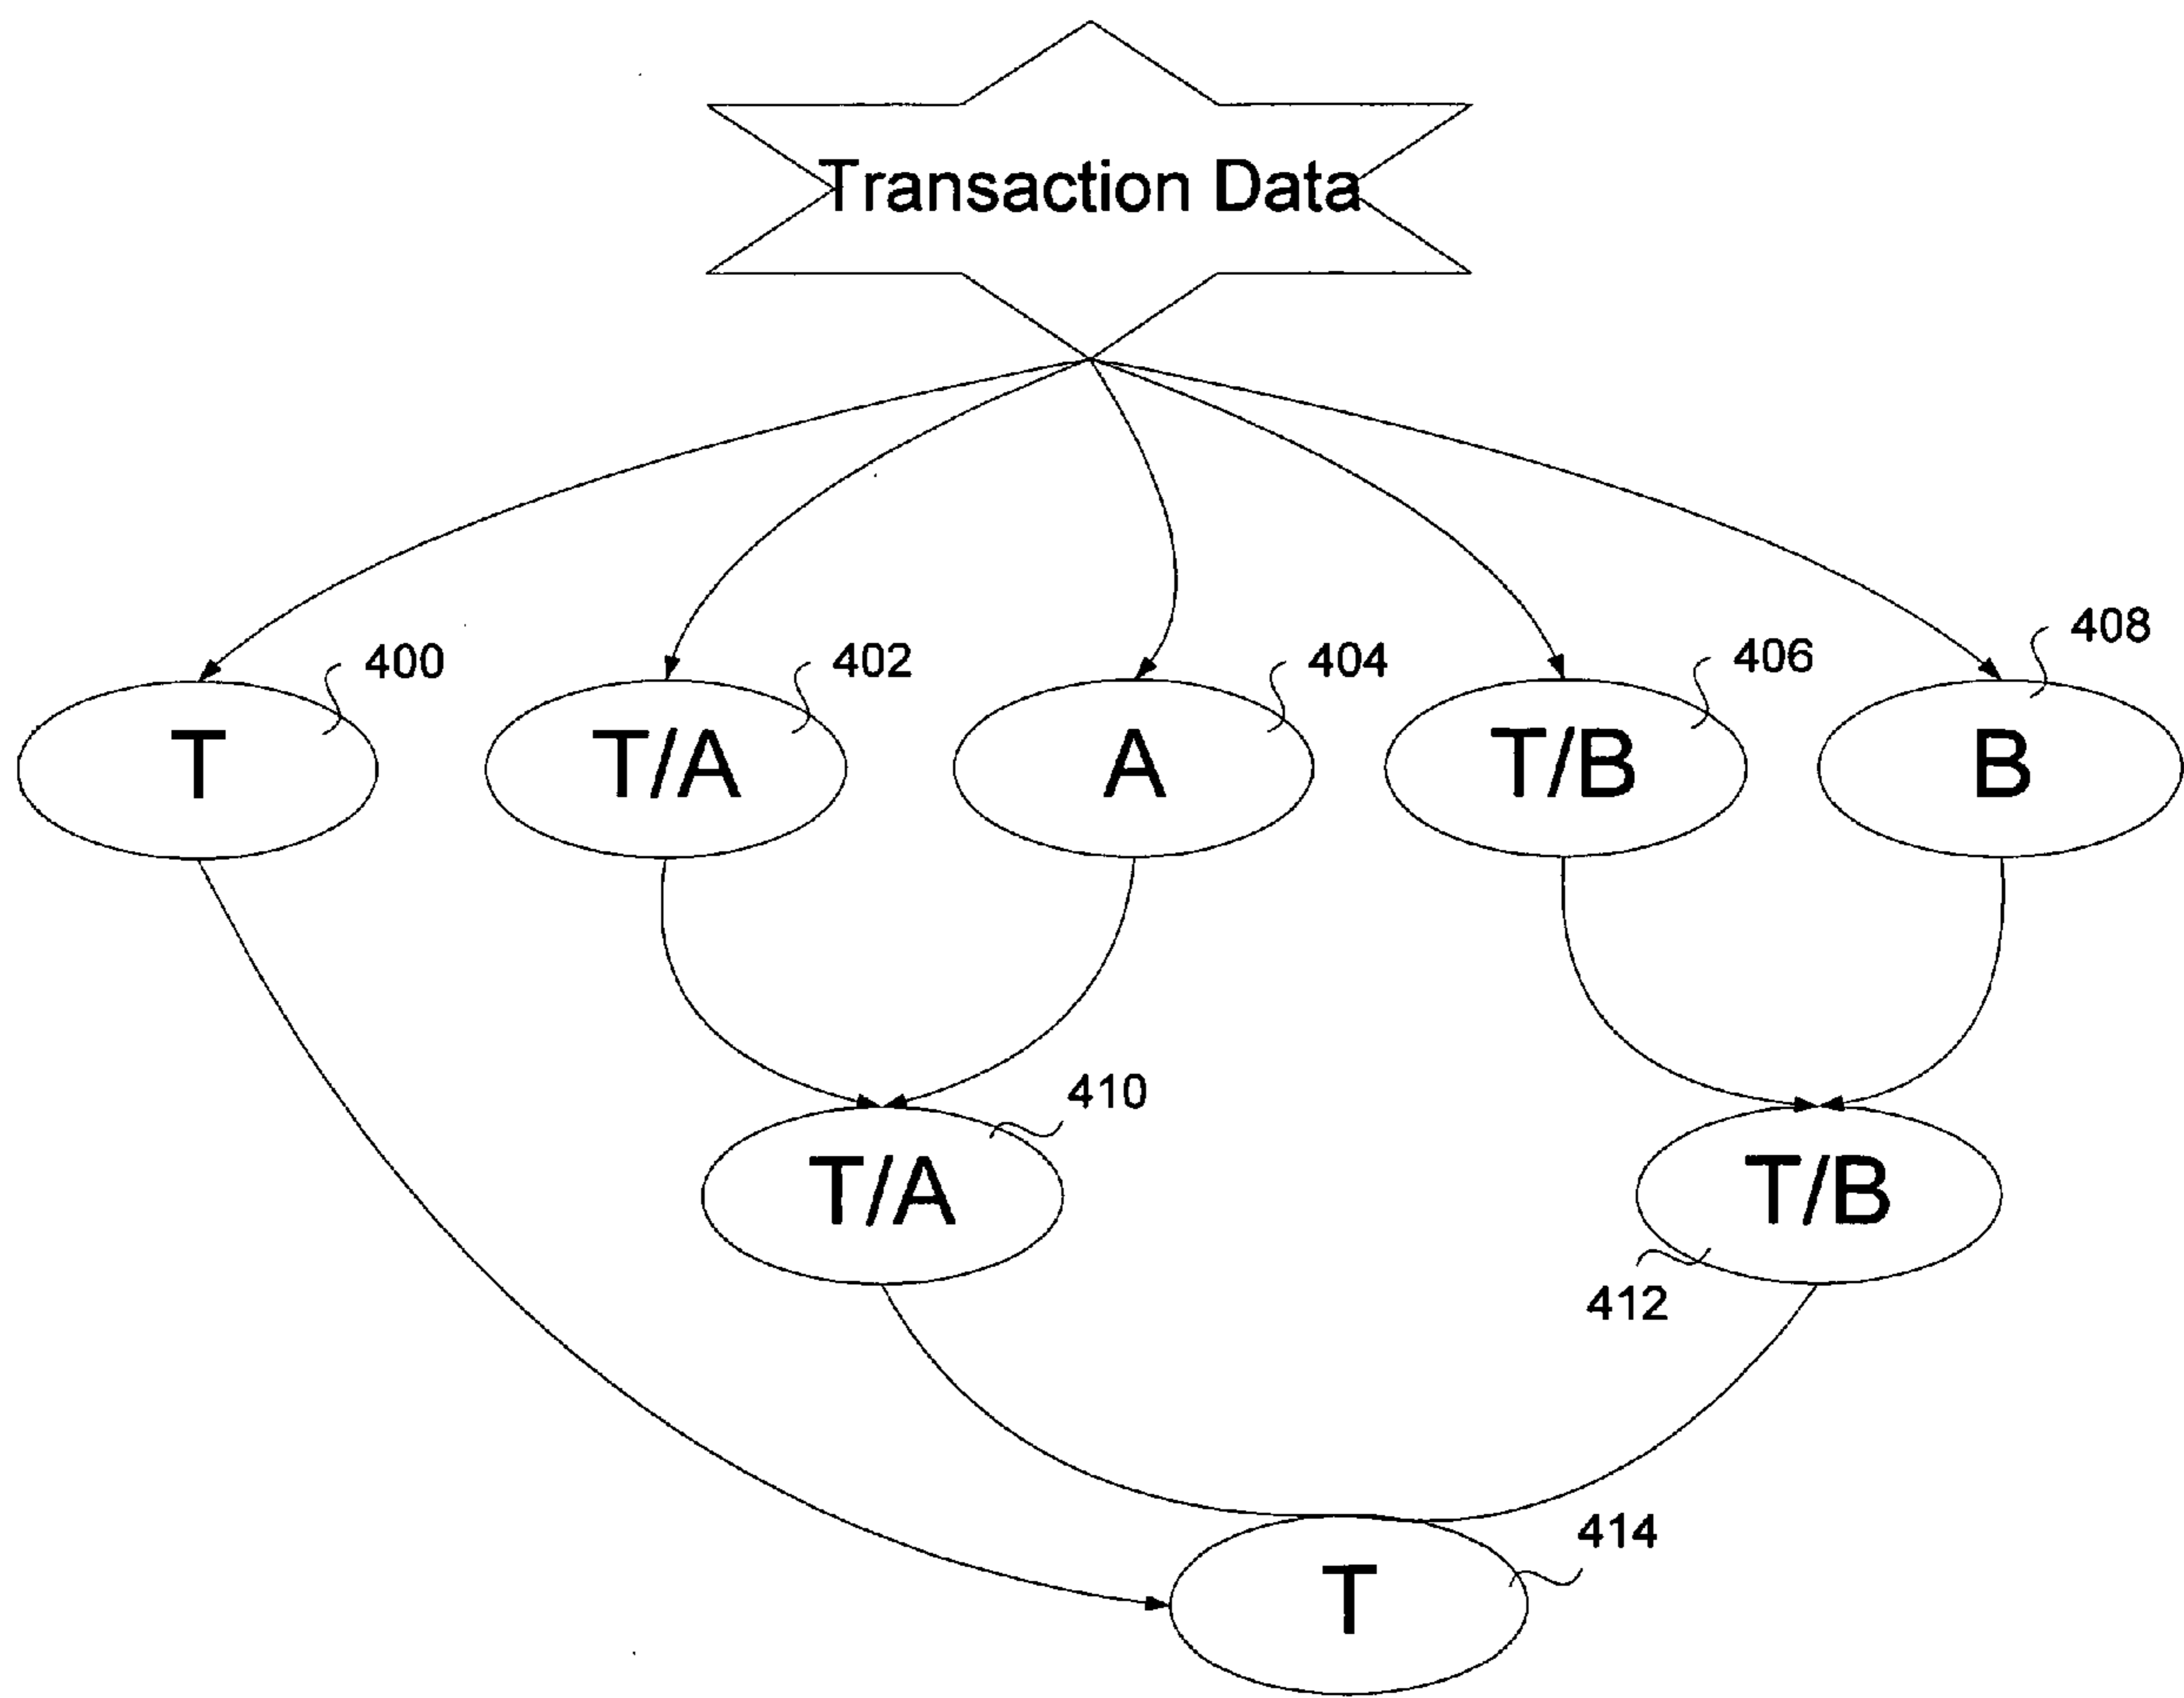 Transaction Data
400
402
404
406
408
T
T/A
A
T/B
B
410
T/A
T/B
412
414
T